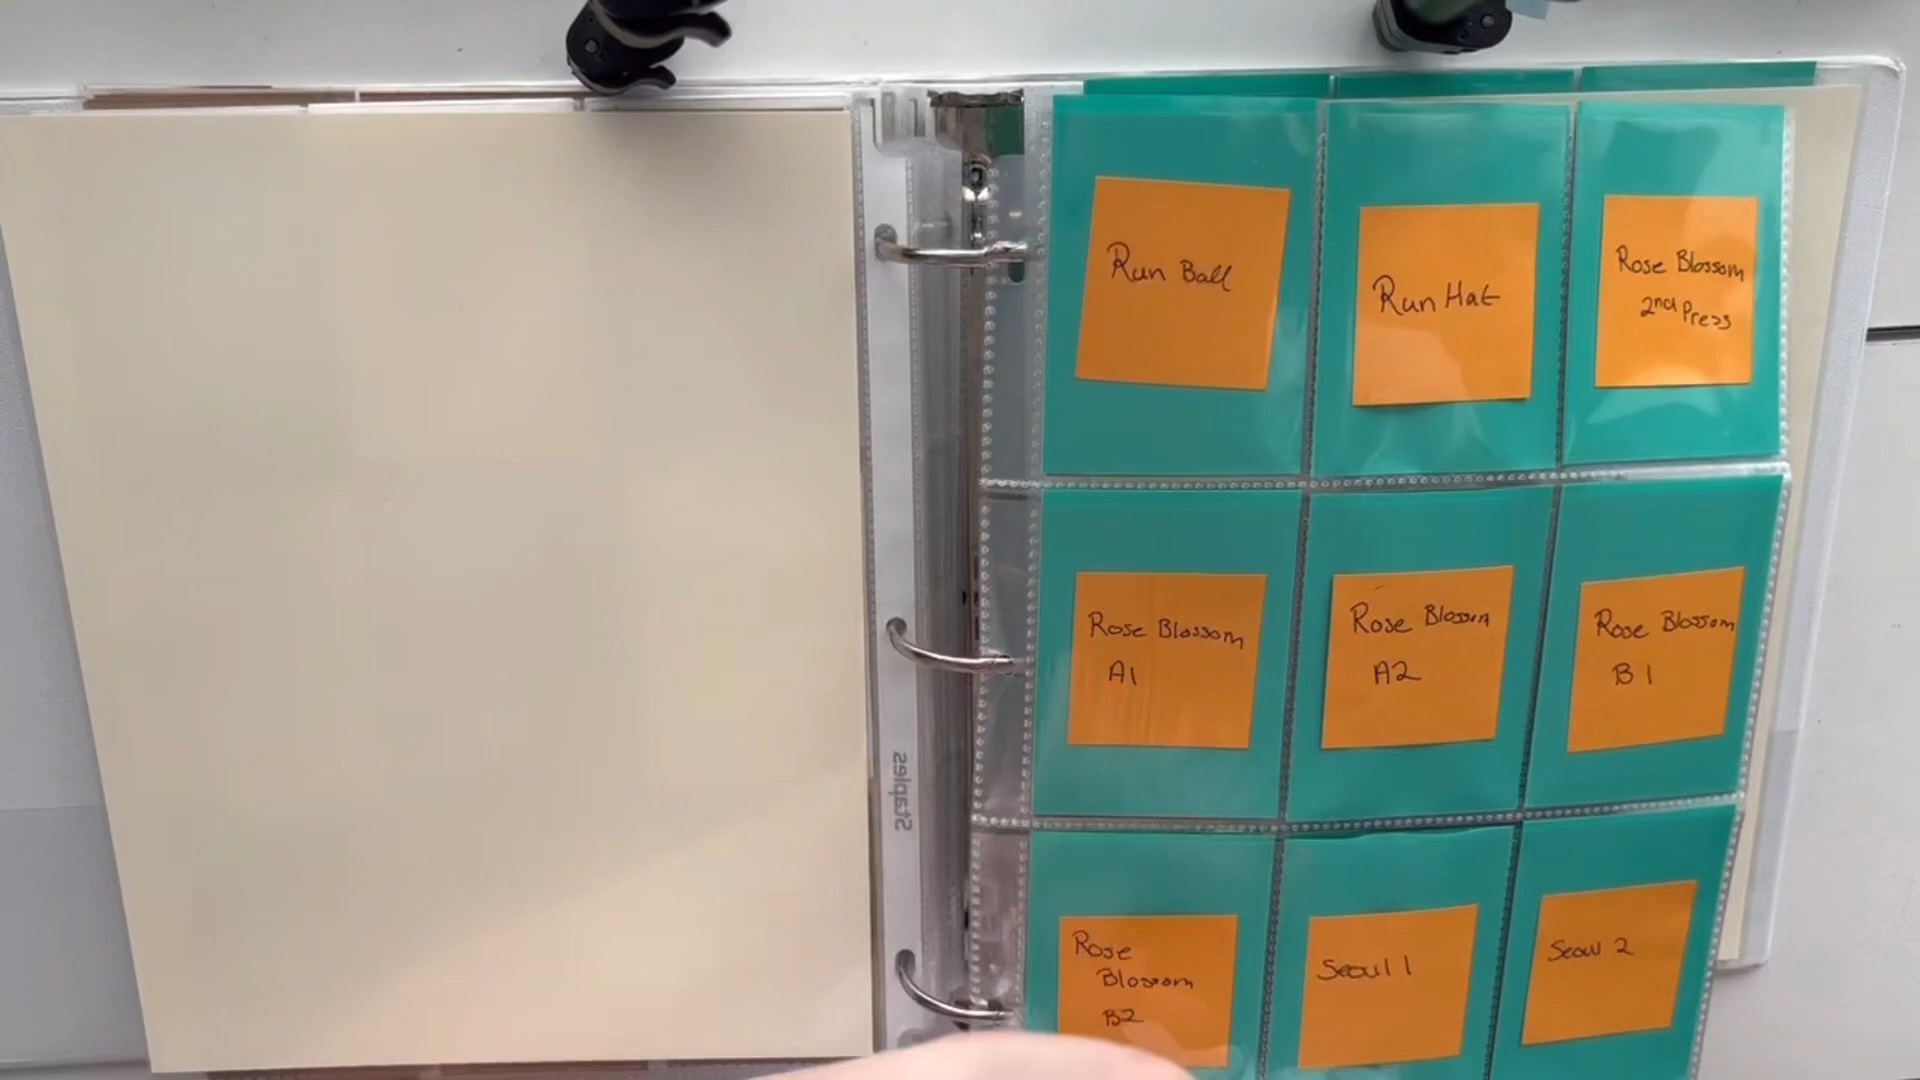 Run Ball
Run Hat
Rose Blossom
2nd Press
Rose Blossom
A1
Rose Blossom
A2
Rose Blossom
B1
Rose
Blossom
B2
Seoul 1
Seoul 2
Staples